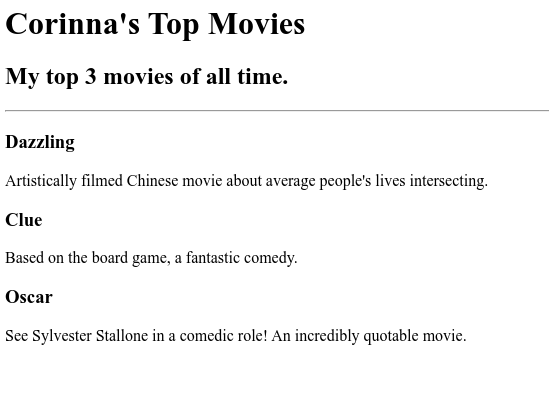 Corinna's Top Movies
My top 3 movies of all time.
Dazzling
Artistically filmed Chinese movie about average people's lives intersecting.
Clue
Based on the board game, a fantastic comedy.
Oscar
See Sylvester Stallone in a comedic role! An incredibly quotable movie.